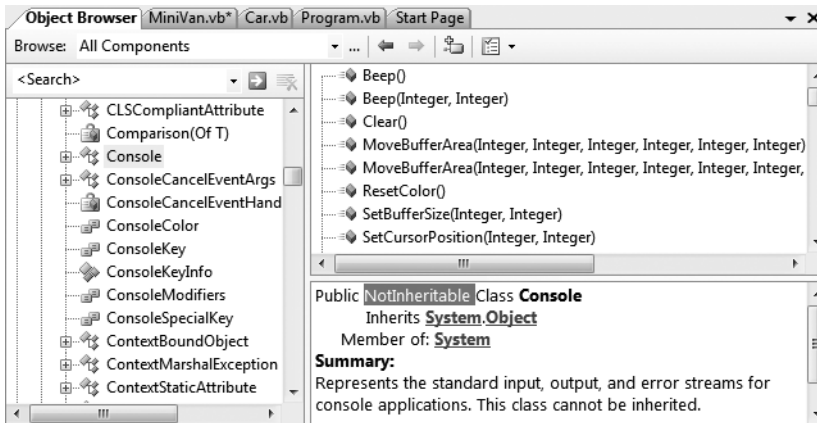 Object Browser MiniVan.vb* Car.vb Program.vb Start Page
Browse: All Components
<Search>
CLSCompliantAttribute
Comparison(Of T)
Console
ConsoleCancelEventArgs
ConsoleCancelEventHand
ConsoleColor
ConsoleKey
ConsoleKeyInfo
ConsoleModifiers
ConsoleSpecialKey
ContextBoundObject
ContextMarshalException
ContextStaticAttribute
Beep()
Beep(Integer, Integer)
Clear()
MoveBufferArea(Integer, Integer, Integer, Integer, Integer, Integer)
MoveBufferArea(Integer, Integer, Integer, Integer, Integer, Integer,
ResetColor()
SetBufferSize(Integer, Integer)
SetCursorPosition(Integer, Integer)
Public NotInheritable Class Console
Inherits System.Object
Member of: System
Summary:
Represents the standard input, output, and error streams for
console applications. This class cannot be inherited.